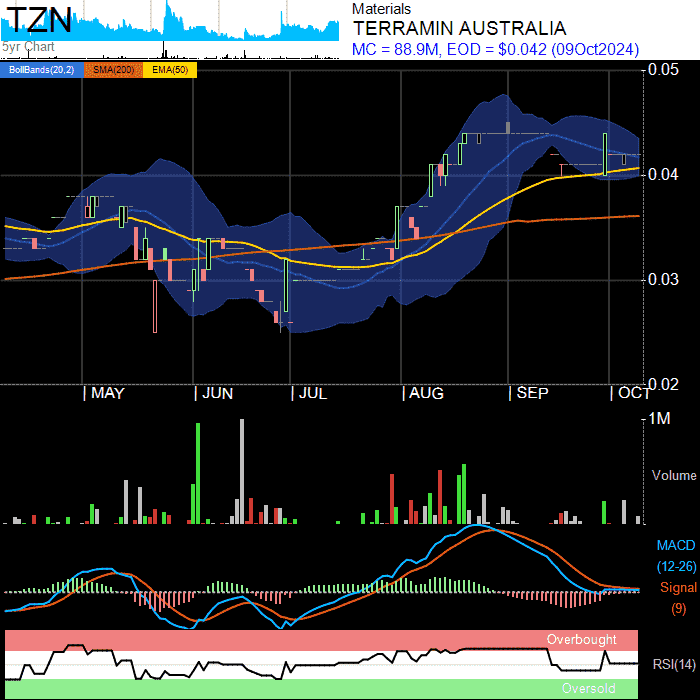 TZN
5yr Chart
Materials
TERRAMIN AUSTRALIA
MC = 88.9M, EOD = $0.042 (09Oct2024)
BollBands(20,2) SMA(200) EMA(50)
0.05
0.04
0.03
0.02
| MAY | JUN | JUL | AUG | SEP | OCT
1M
Volume
MACD
(12-26)
Signal
(9)
Overbought
RSI(14)
Oversold